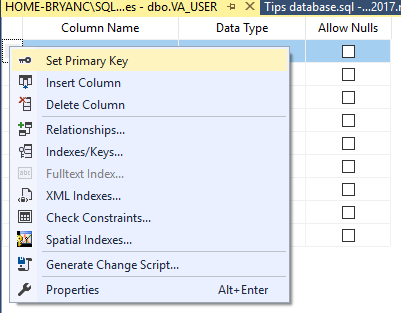 HOME-BRYANC\SQL...es - dbo.VA_USER
Tips database.sql -...2017.r
Column Name Data Type Allow Nulls
Set Primary Key
Insert Column
Delete Column
Relationships...
Indexes/Keys...
Fulltext Index...
XML Indexes...
Check Constraints...
Spatial Indexes...
Generate Change Script...
Properties Alt+Enter